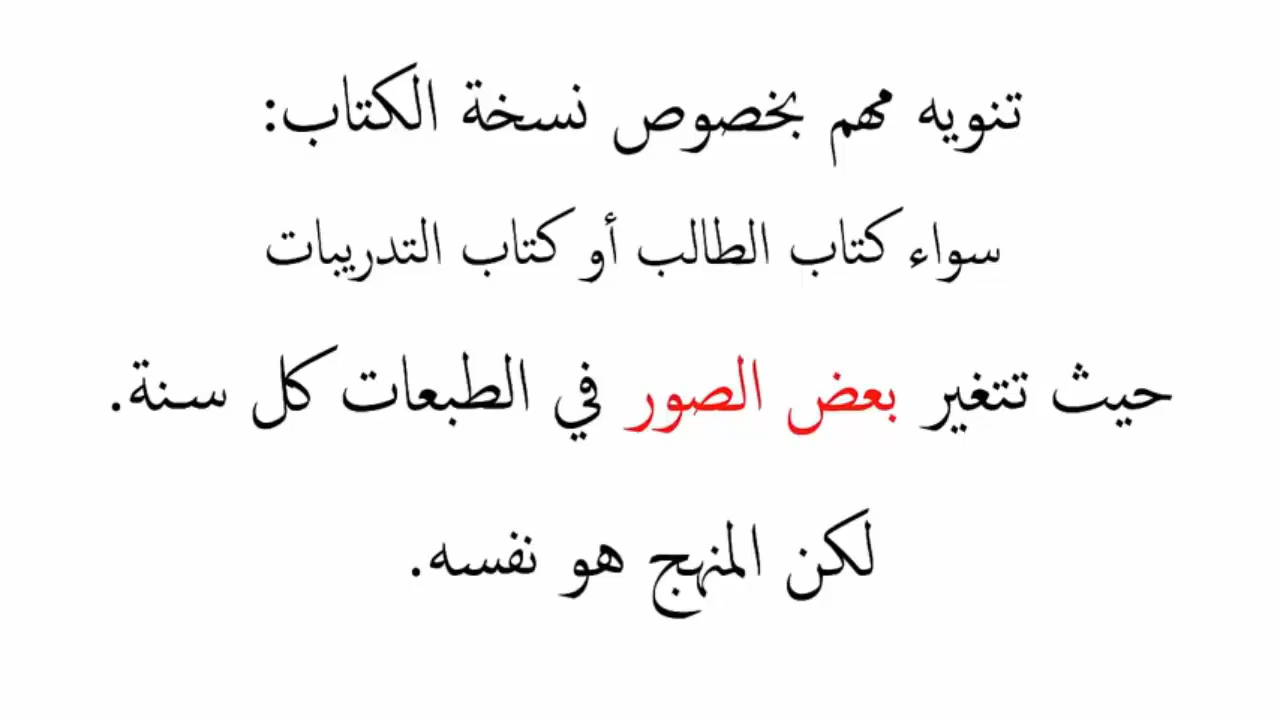 تنويه مهم بخصوص نسخة الكتاب:
سواء كتاب الطالب أو كتاب التدريبات
حيث تتغير بعض الصور في الطبعات كل سنة.
لكن المنهج هو نفسه.